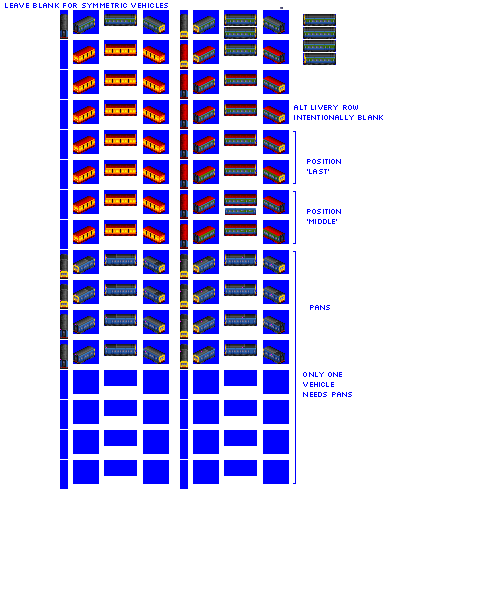 LEAVE BLANK FOR SYMMETRIC VEHICLES
ALT LIVERY ROW
INTENTIONALLY BLANK
POSITION
'LAST'
POSITION
'MIDDLE'
PANS
ONLY ONE
VEHICLE
NEEDS PANS